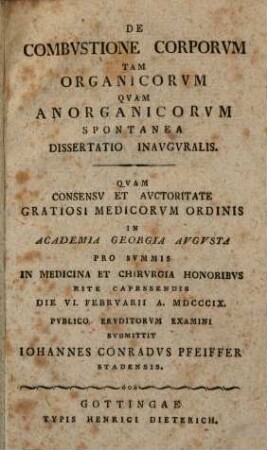 DE
COMBVSTIONE CORPORVM
TAM
ORGANICORVM
QVAM
ANORGANICORVM
SPONTANEA
DISSERTATIO INAVGVRALIS.
QVAM
CONSENSV ET AVCTORITATE
GRATIOSI MEDICORVM ORDINIS
IN
ACADEMIA GEORGIA AVGVSTA
PRO SVMMIS
IN MEDICINA ET CHIRVRGIA HONORIBVS
RITE CAPESSENDIS
DIE VI. FEBRVARII A. MDCCCIX.
PVBLICO ERVDITORVM EXAMINI
SVBMITTIT
IOHANNES CONRADVS PFEIFFER
STADENSIS.
GOTTINGAE
TYPIS HENRICI DIETERICH.